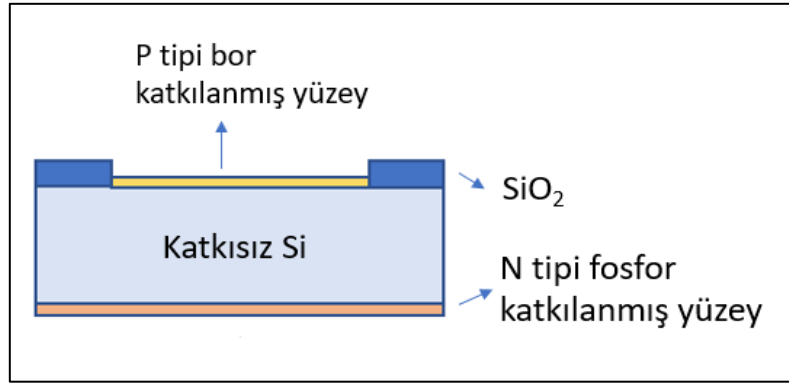 P tipi bor
katkılanmış yüzey
SiO₂
Katkısız Si
N tipi fosfor
katkılanmış yüzey